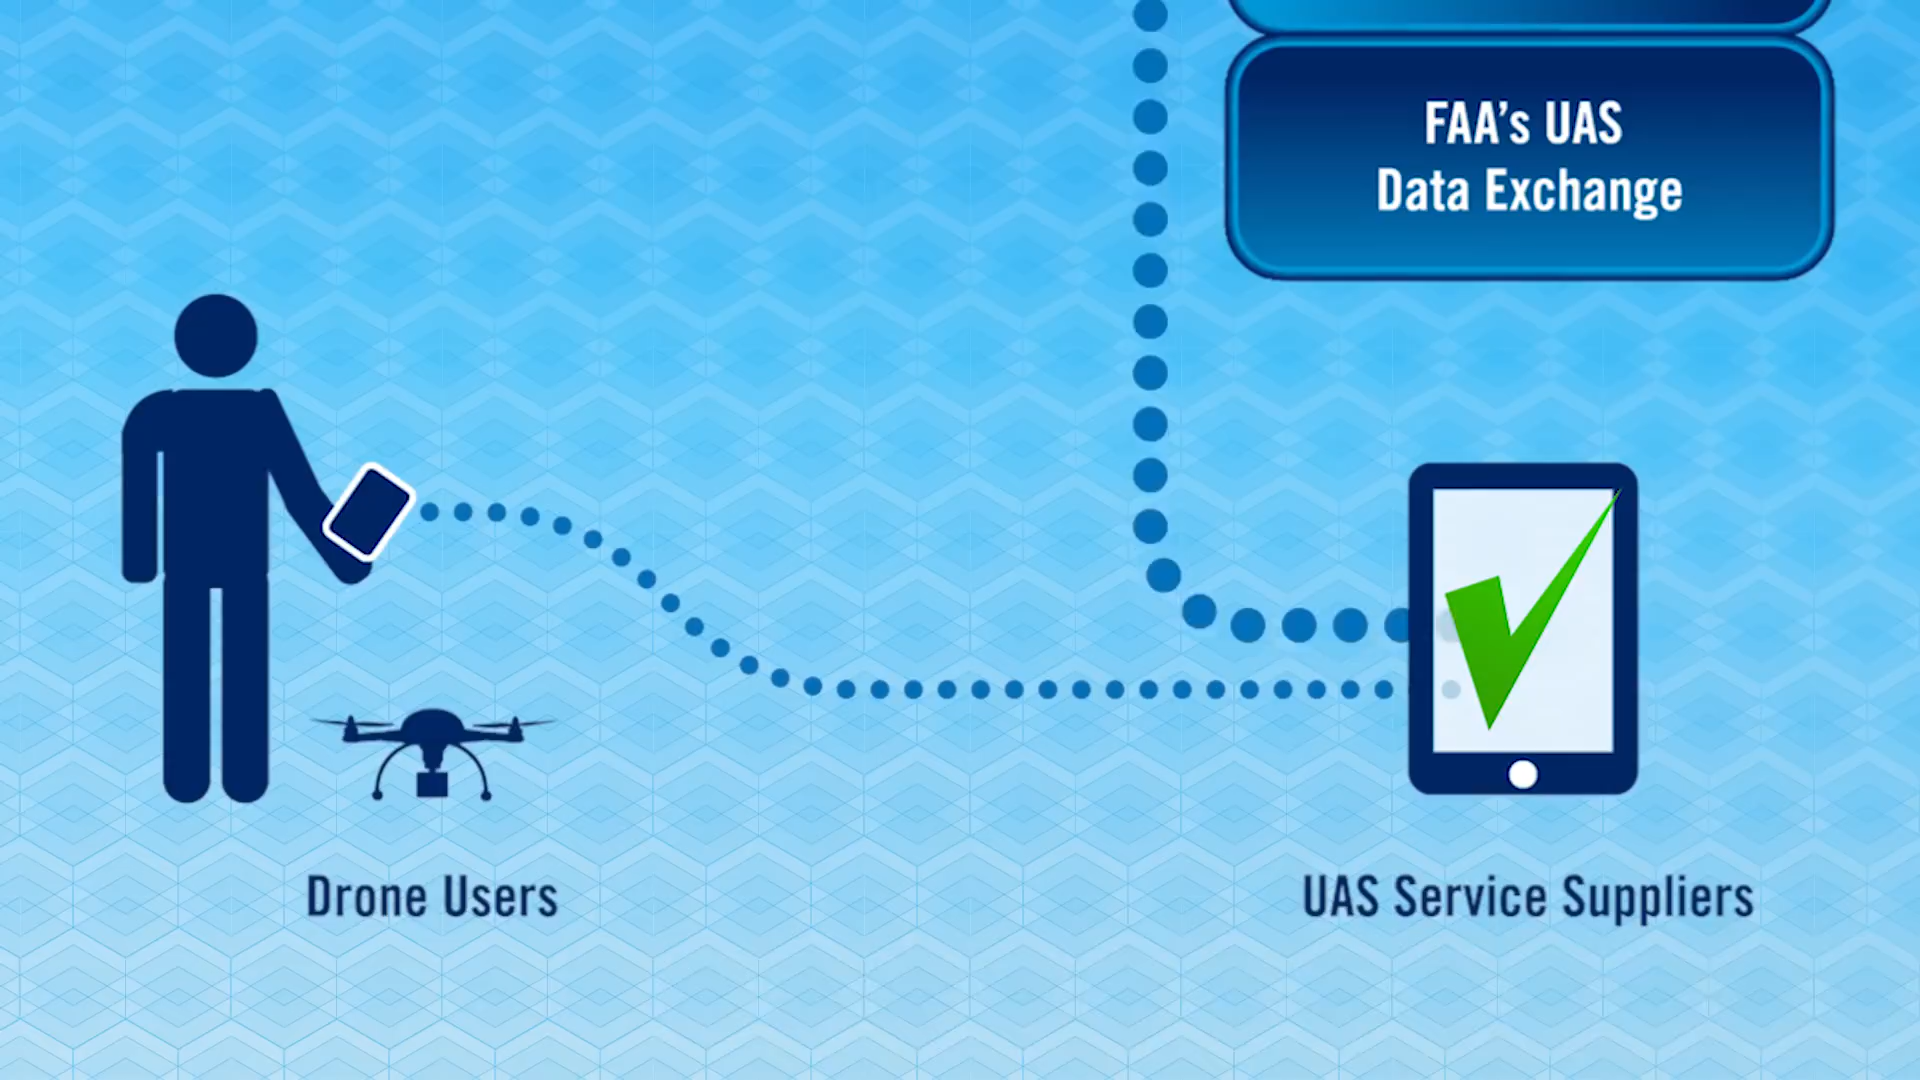 FAA's UAS
Data Exchange
Drone Users
UAS Service Suppliers